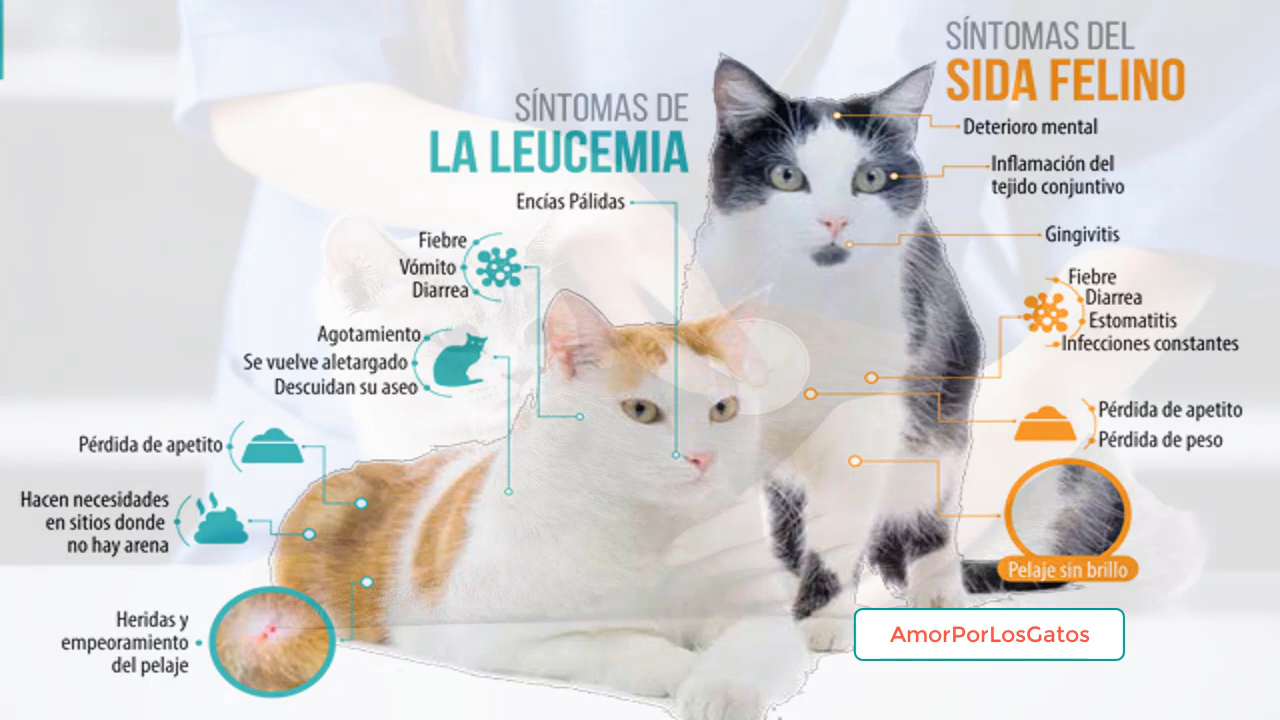 SÍNTOMAS DE
LA LEUCEMIA
Encías Pálidas
Fiebre
Vómito
Diarrea
Agotamiento
Se vuelve aletargado
Descuidan su aseo
Pérdida de apetito
Hacen necesidades
en sitios donde
no hay arena
Heridas y
empeoramiento
del pelaje
SÍNTOMAS DEL
SIDA FELINO
Deterioro mental
Inflamación del
tejido conjuntivo
Gingivitis
Fiebre
Diarrea
Estomatitis
Infecciones constantes
Pérdida de apetito
Pérdida de peso
Pelaje sin brillo
AmorPorLosGatos